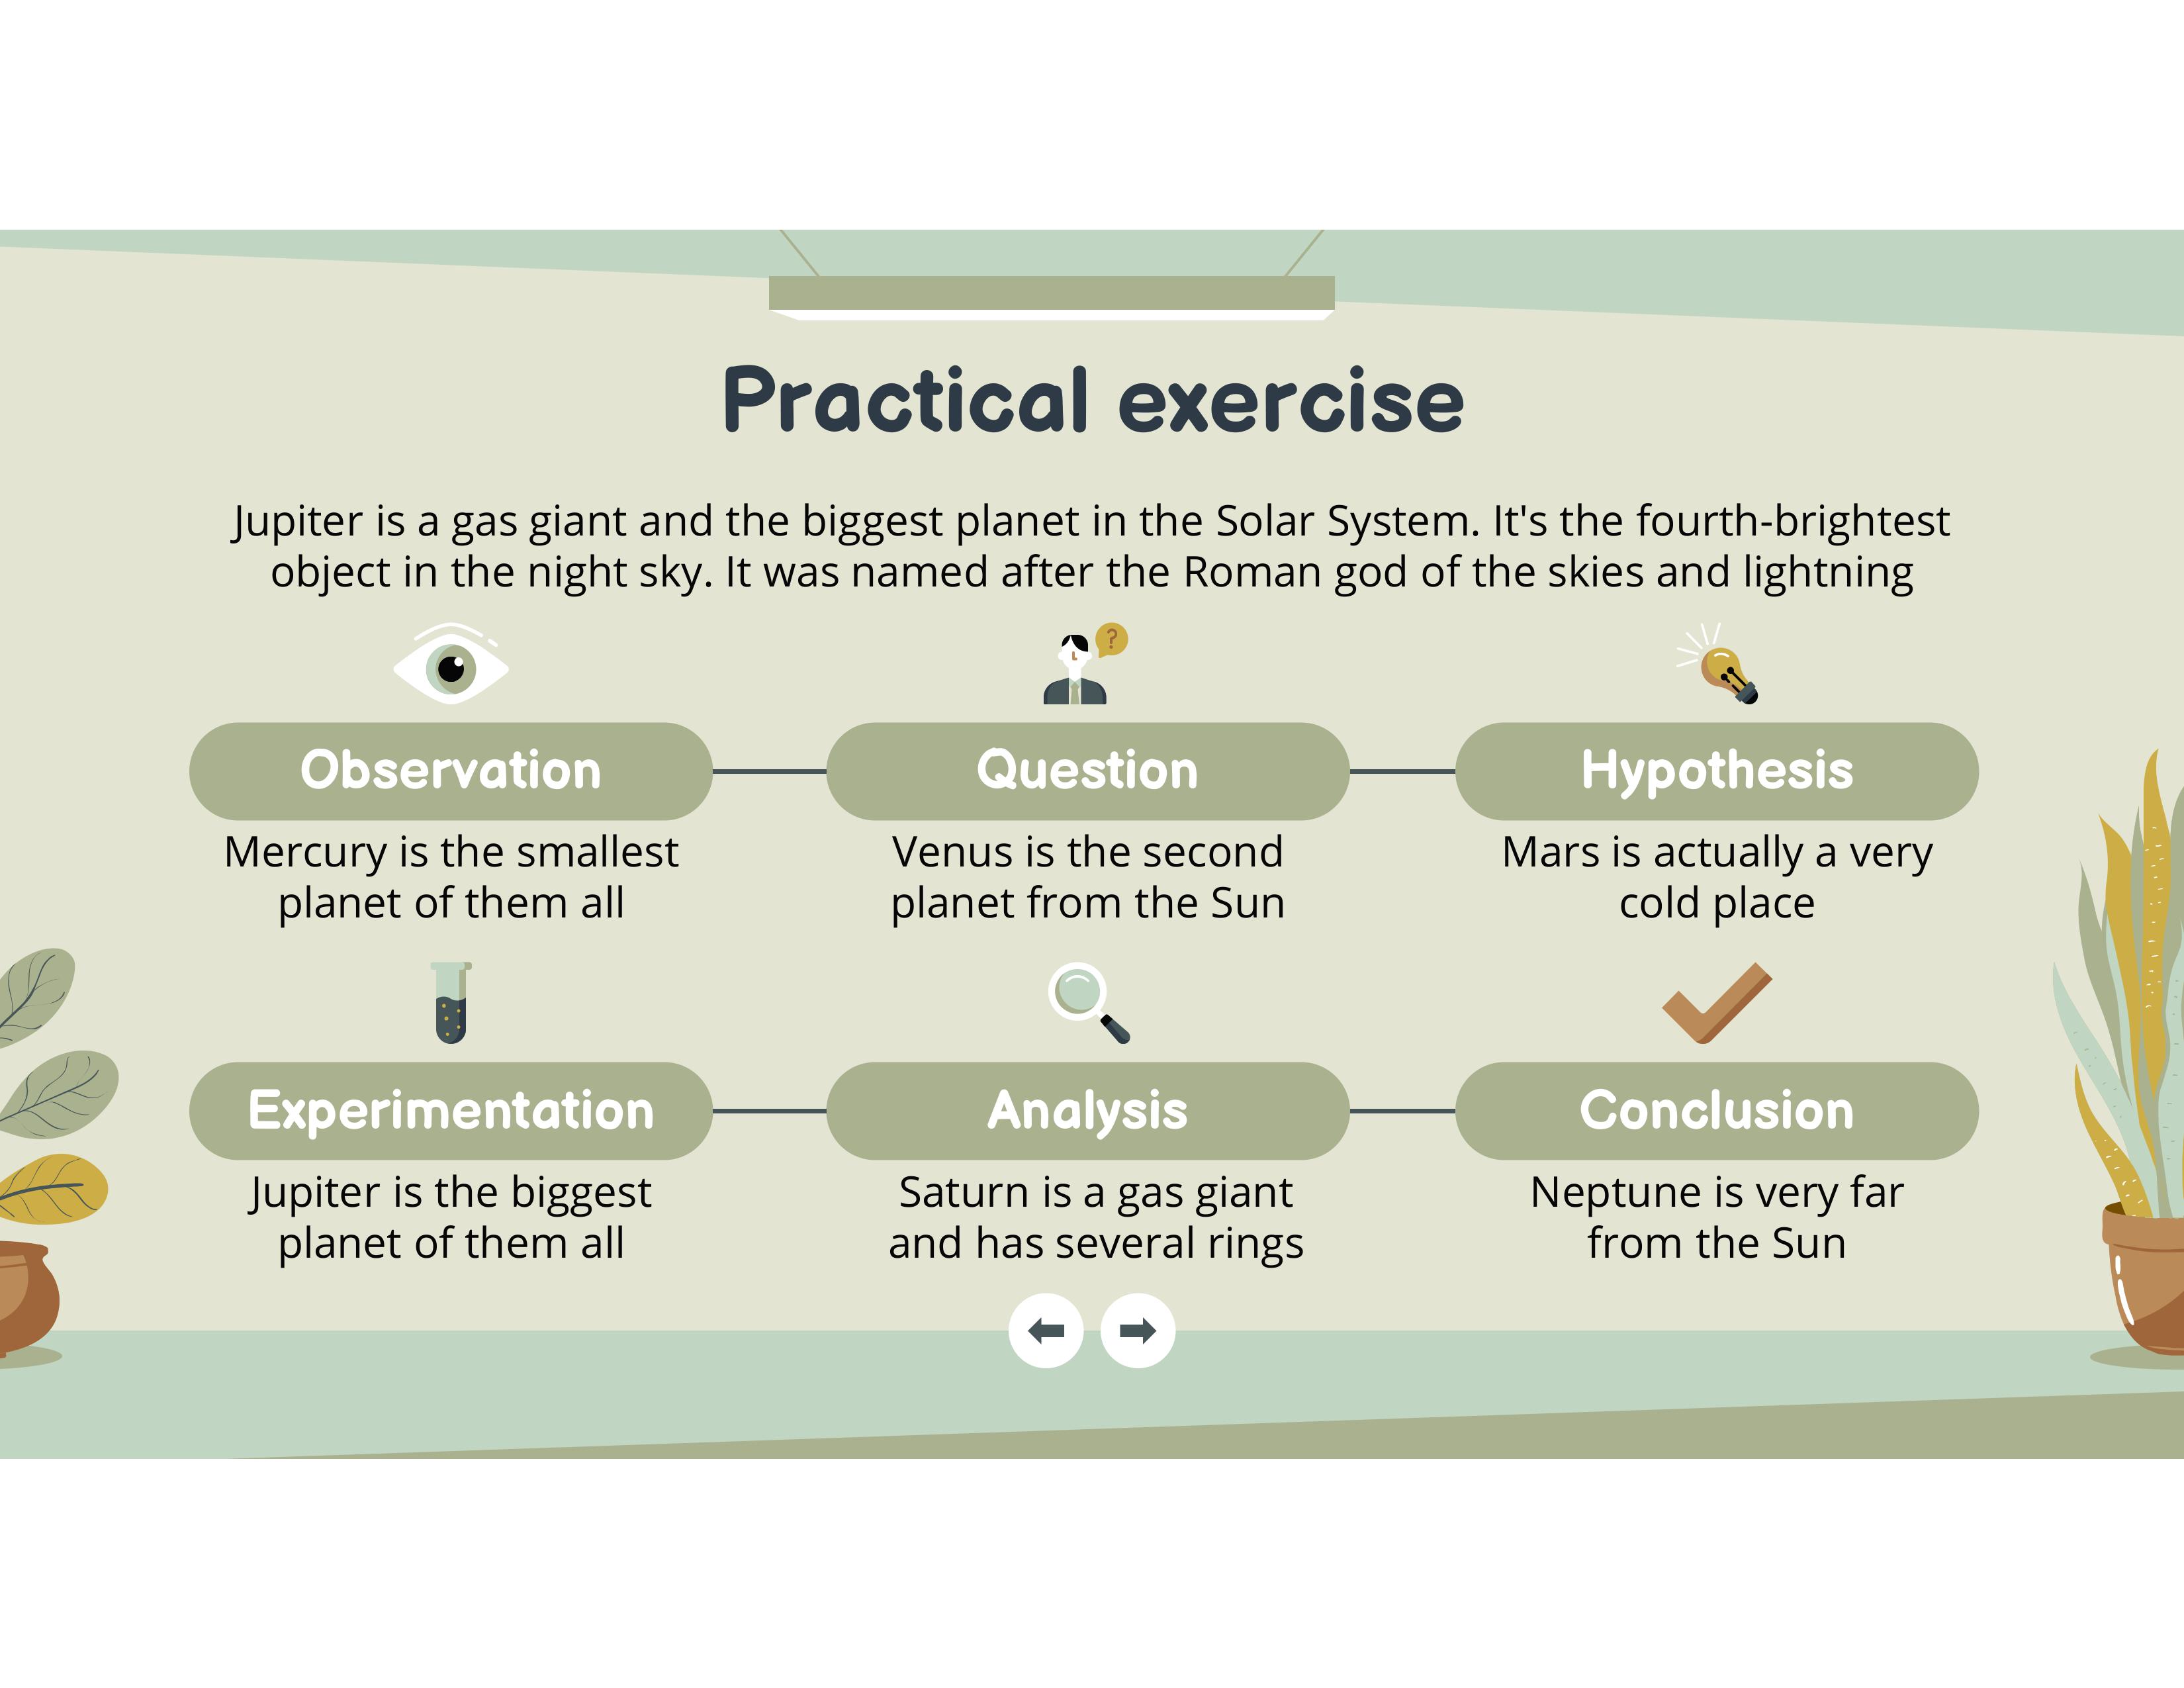 Practical exercise
Jupiter is a gas giant and the biggest planet in the Solar System. It's the fourth-brightest
object in the night sky. It was named after the Roman god of the skies and lightning
?
Observation
Mercury is the smallest
planet of them all
Question
Venus is the second
planet from the Sun
Hypothesis
Mars is actually a very
cold place
Experimentation
Jupiter is the biggest
planet of them all
Analysis
Saturn is a gas giant
and has several rings
Conclusion
Neptune is very far
from the Sun